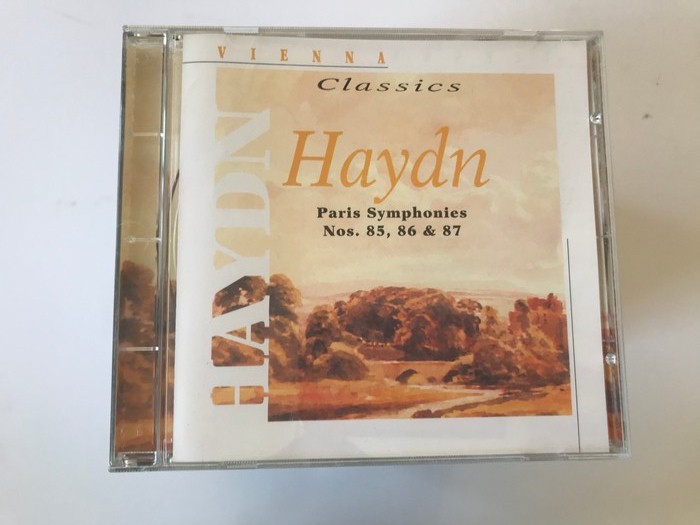 VIENNA
Classics
HAYDN
Haydn
Paris Symphonies
Nos. 85, 86 & 87